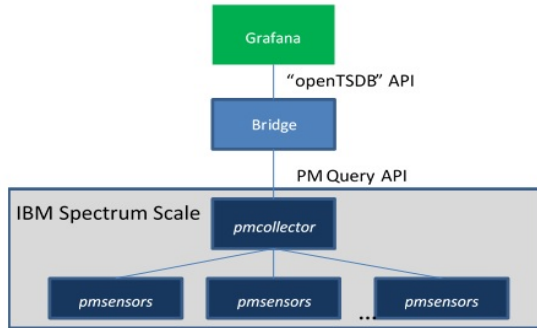 Grafana
“openTSDB” API
Bridge
PM Query API
IBM Spectrum Scale
pmcollector
pmsensors
pmsensors
...
pmsensors